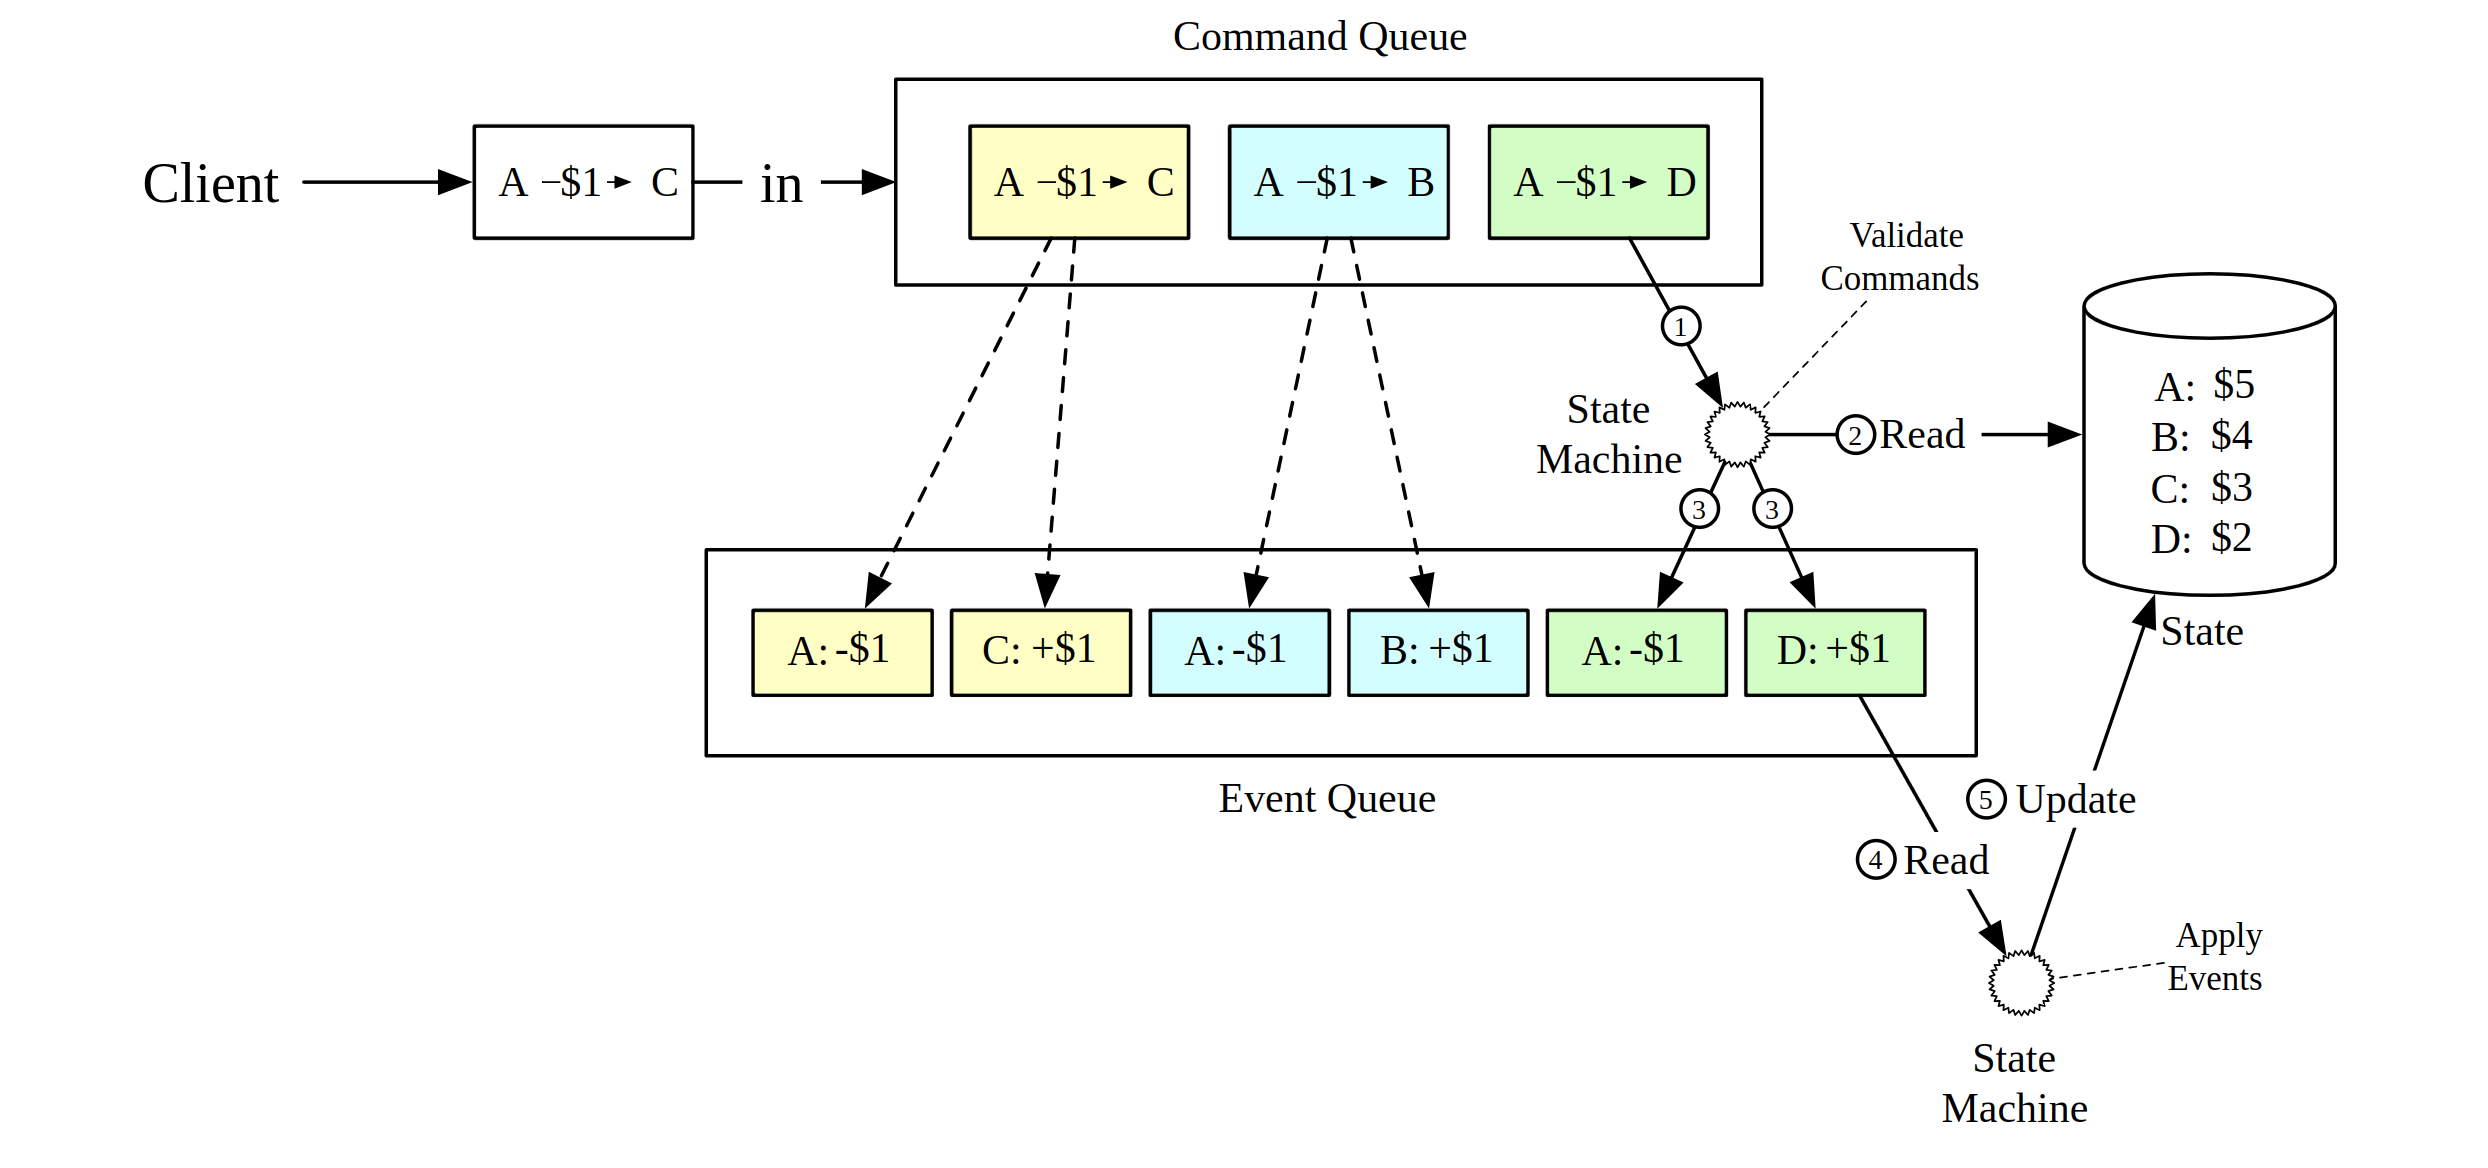 Command Queue
Client
A –$1→ C
in
A –$1→ C
A –$1→ B
A –$1→ D
Validate
Commands
1
State
Machine
2 Read
A: $5
B: $4
C: $3
D: $2
3
3
State
A: -$1
C: +$1
A: -$1
B: +$1
A: -$1
D: +$1
Event Queue
5 Update
4 Read
Apply
Events
State
Machine